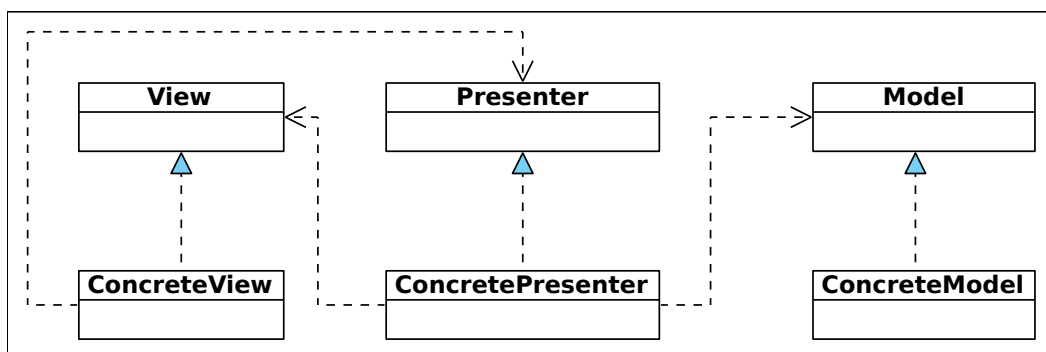 View
Presenter
Model
ConcreteView
ConcretePresenter
ConcreteModel